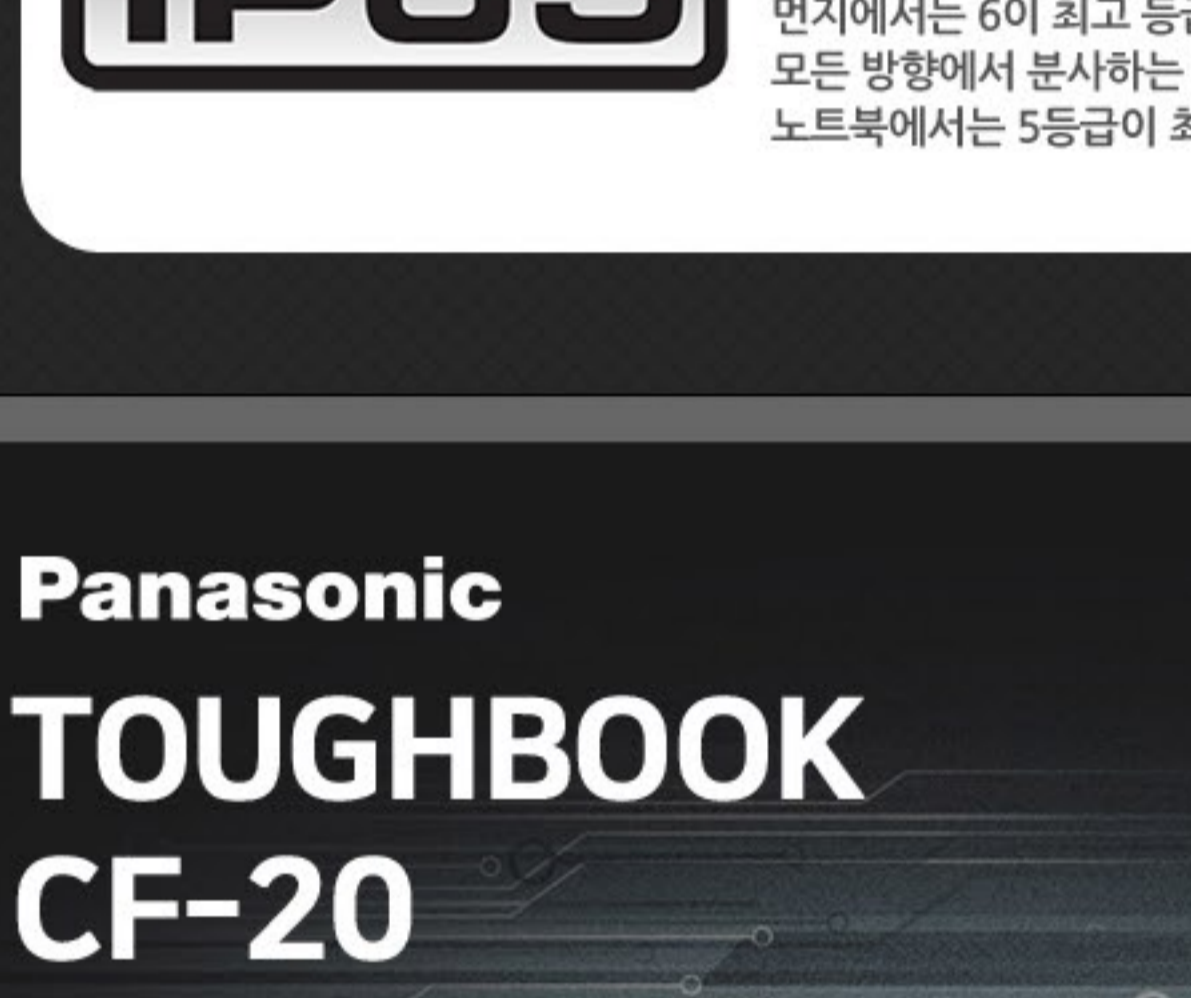 먼지에서는 6이 최고 등급
모든 방향에서 분사하는
노트북에서는 5등급이 최
Panasonic
TOUGHBOOK
CF-20